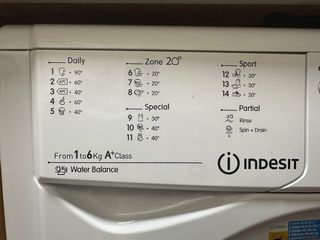 Daily
1 90°
2 60°
3 40°
4 60°
5 40°
Zone 20°
6 20°
7 20°
8 20°
Special
9 30°
10 40°
11 40°
Sport
12 30°
13 30°
14 30°
Partial
Rinse
Spin + Drain
From 1 to 6 Kg A+ Class
Water Balance
INDESIT